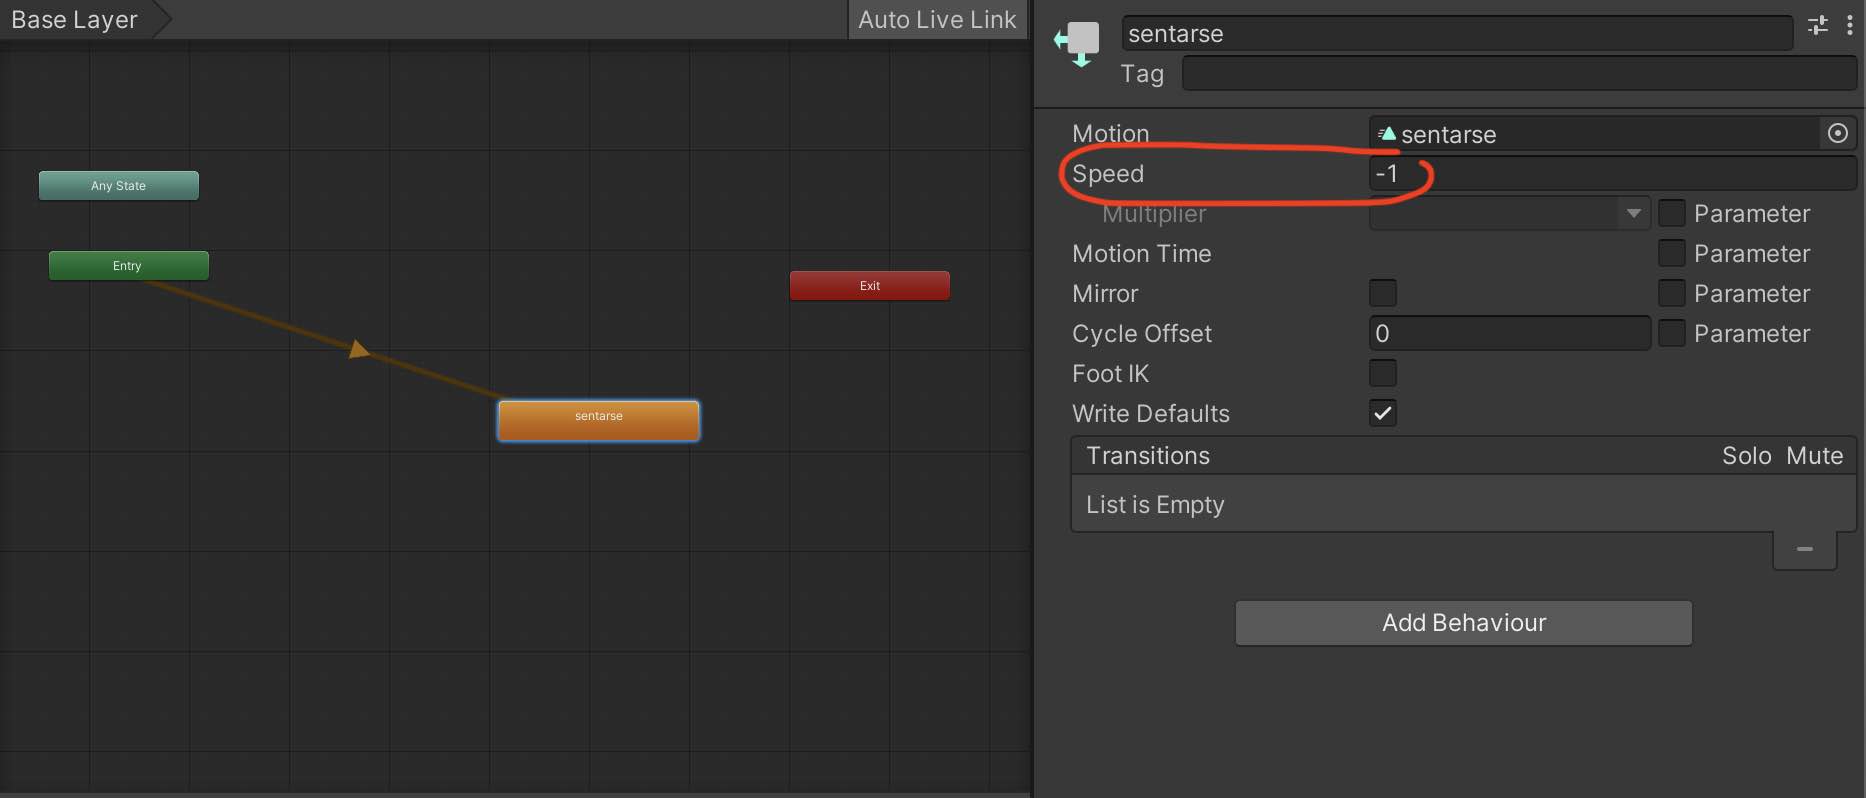 Base Layer
Auto Live Link
Any State
Entry
Exit
sentarse
sentarse
Tag
Motion sentarse
Speed -1
Multiplier Parameter
Motion Time Parameter
Mirror Parameter
Cycle Offset 0 Parameter
Foot IK
Write Defaults
Transitions Solo Mute
List is Empty
Add Behaviour